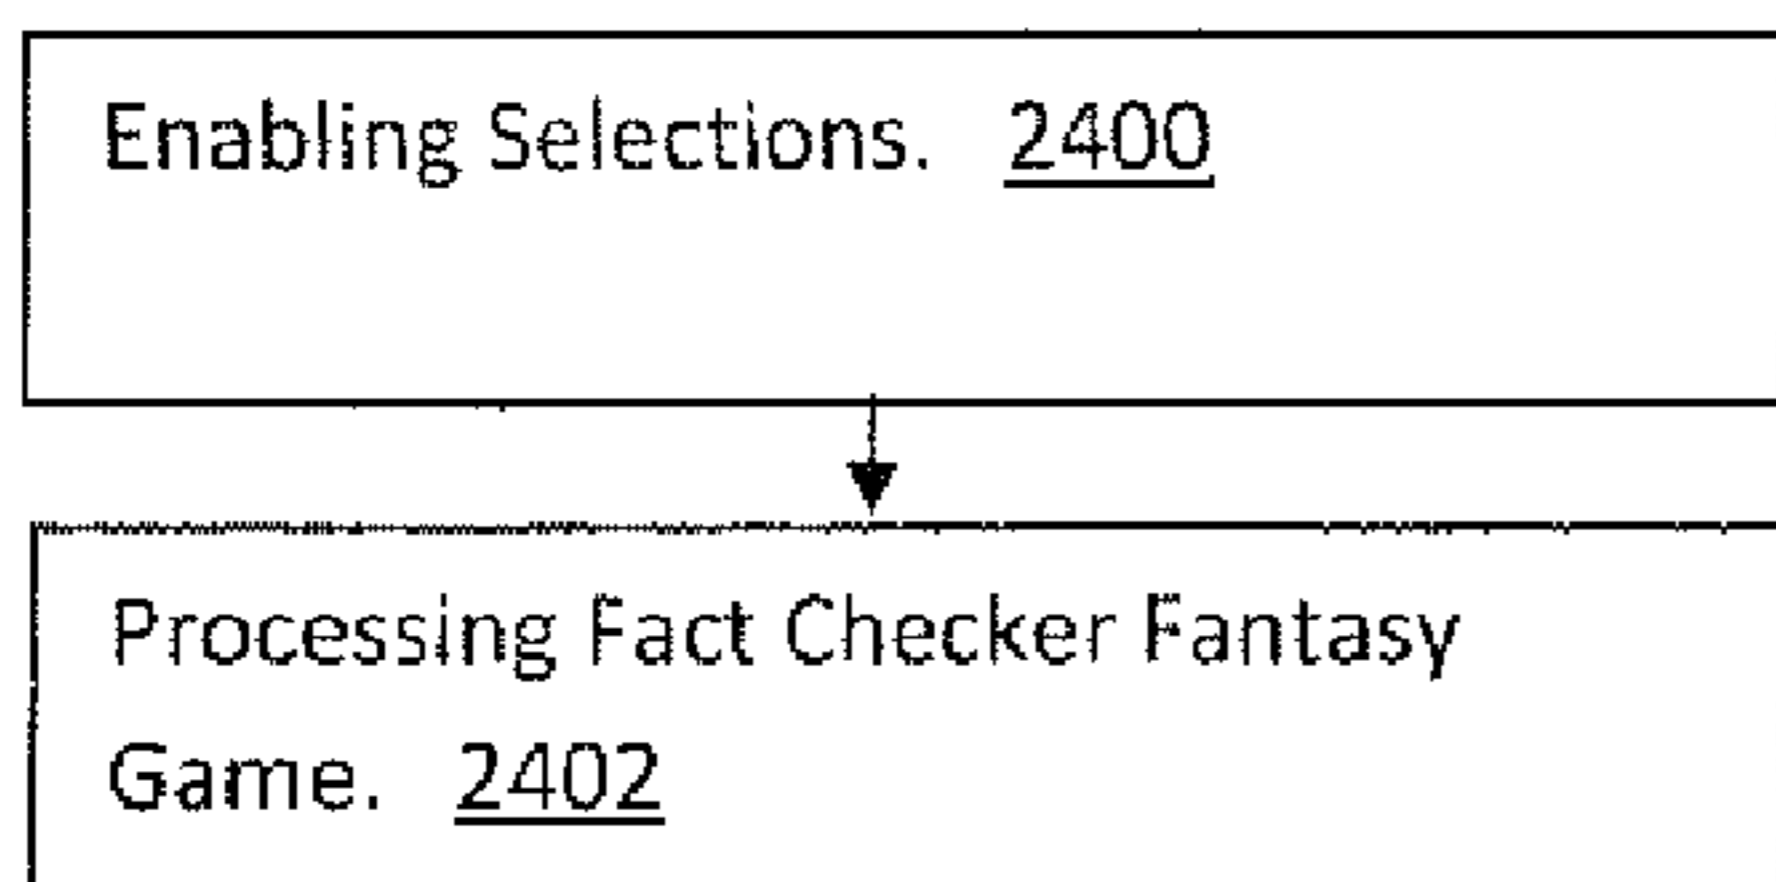 Enabling Selections. 2400
Processing Fact Checker Fantasy
Game. 2402